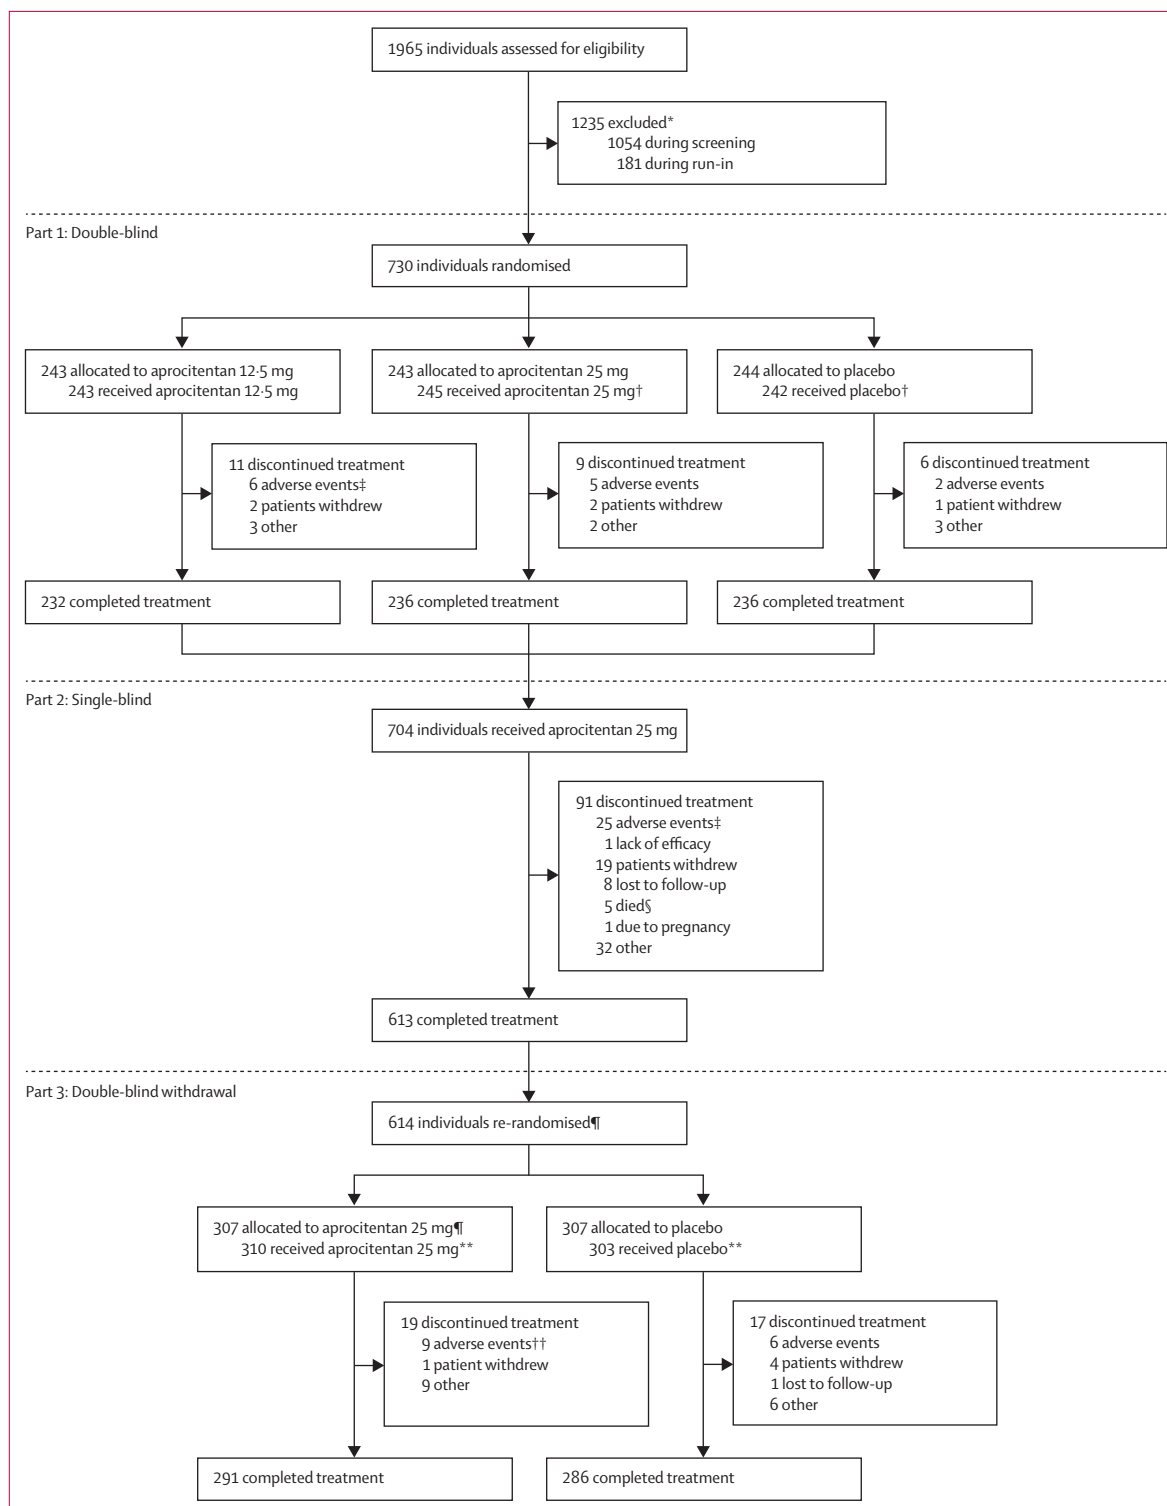 1965 individuals assessed for eligibility
1235 excluded*
1054 during screening
181 during run-in
Part 1: Double-blind
730 individuals randomised
243 allocated to aprocitentan 12·5 mg
243 received aprocitentan 12·5 mg
243 allocated to aprocitentan 25 mg
245 received aprocitentan 25 mg†
244 allocated to placebo
242 received placebo†
11 discontinued treatment
6 adverse events‡
2 patients withdrew
3 other
9 discontinued treatment
5 adverse events
2 patients withdrew
2 other
6 discontinued treatment
2 adverse events
1 patient withdrew
3 other
232 completed treatment
236 completed treatment
236 completed treatment
Part 2: Single-blind
704 individuals received aprocitentan 25 mg
91 discontinued treatment
25 adverse events‡
1 lack of efficacy
19 patients withdrew
8 lost to follow-up
5 died§
1 due to pregnancy
32 other
613 completed treatment
Part 3: Double-blind withdrawal
614 individuals re-randomised¶
307 allocated to aprocitentan 25 mg¶
310 received aprocitentan 25 mg**
307 allocated to placebo
303 received placebo**
19 discontinued treatment
9 adverse events††
1 patient withdrew
9 other
17 discontinued treatment
6 adverse events
4 patients withdrew
1 lost to follow-up
6 other
291 completed treatment
286 completed treatment